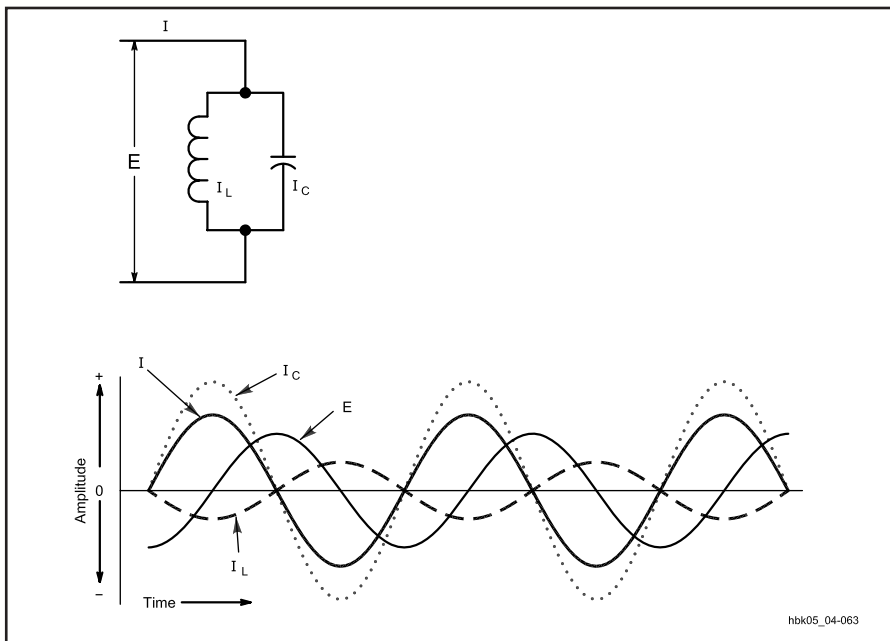 I
E
I L
I C
+
I
I C
E
Amplitude
0
I L
–
Time
hbk05_04-063